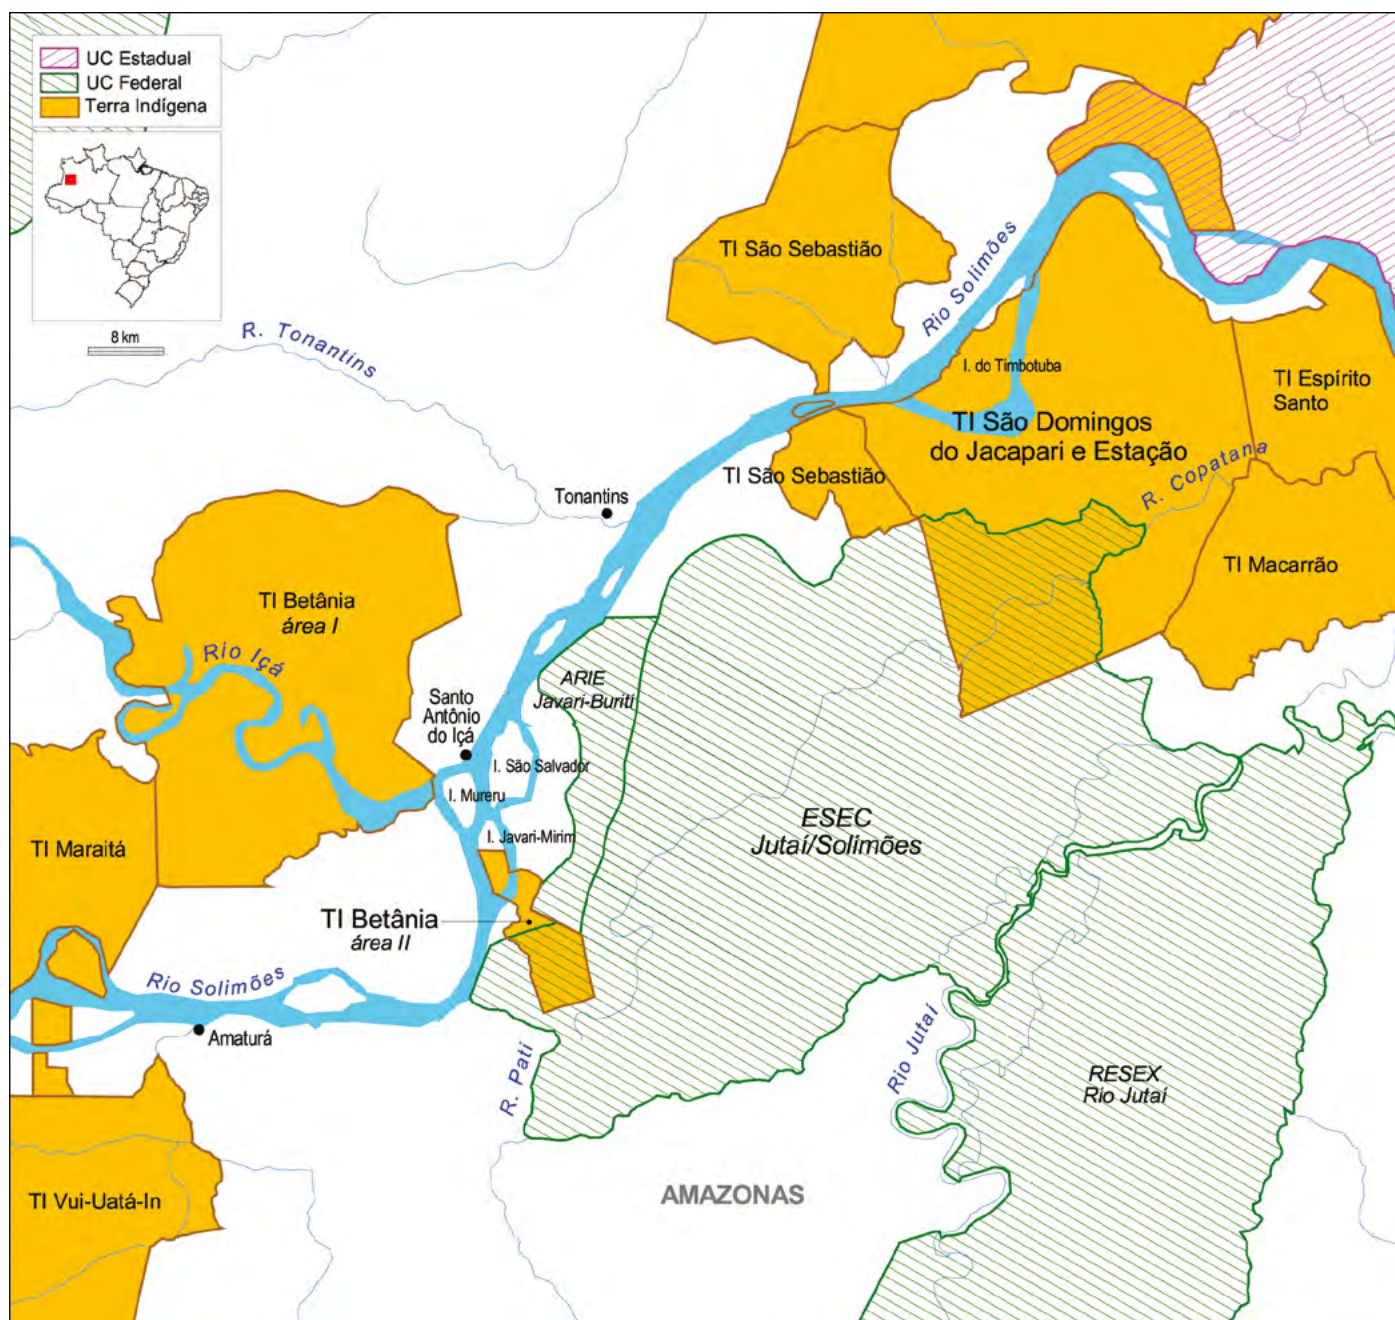 UC Estadual
UC Federal
Terra Indígena
8 km
R. Tonantins
TI São Sebastião
Rio Solimões
I. do Timbotuba
TI Espírito
Santo
TI São Domingos
do Jacapari e Estação
R. Copatana
TI São Sebastião
Tonantins
TI Macarrão
TI Betânia
área I
Rio Içá
ARIE
Javari-Buriti
Santo
Antônio
do Içá
I. São Salvador
I. Mureru
I. Javari-Mirim
ESEC
Jutaí/Solimões
TI Maraitá
TI Betânia
área II
Rio Solimões
Amaturá
R. Pati
Rio Jutaí
RESEX
Rio Jutaí
TI Vui-Uatá-In
AMAZONAS